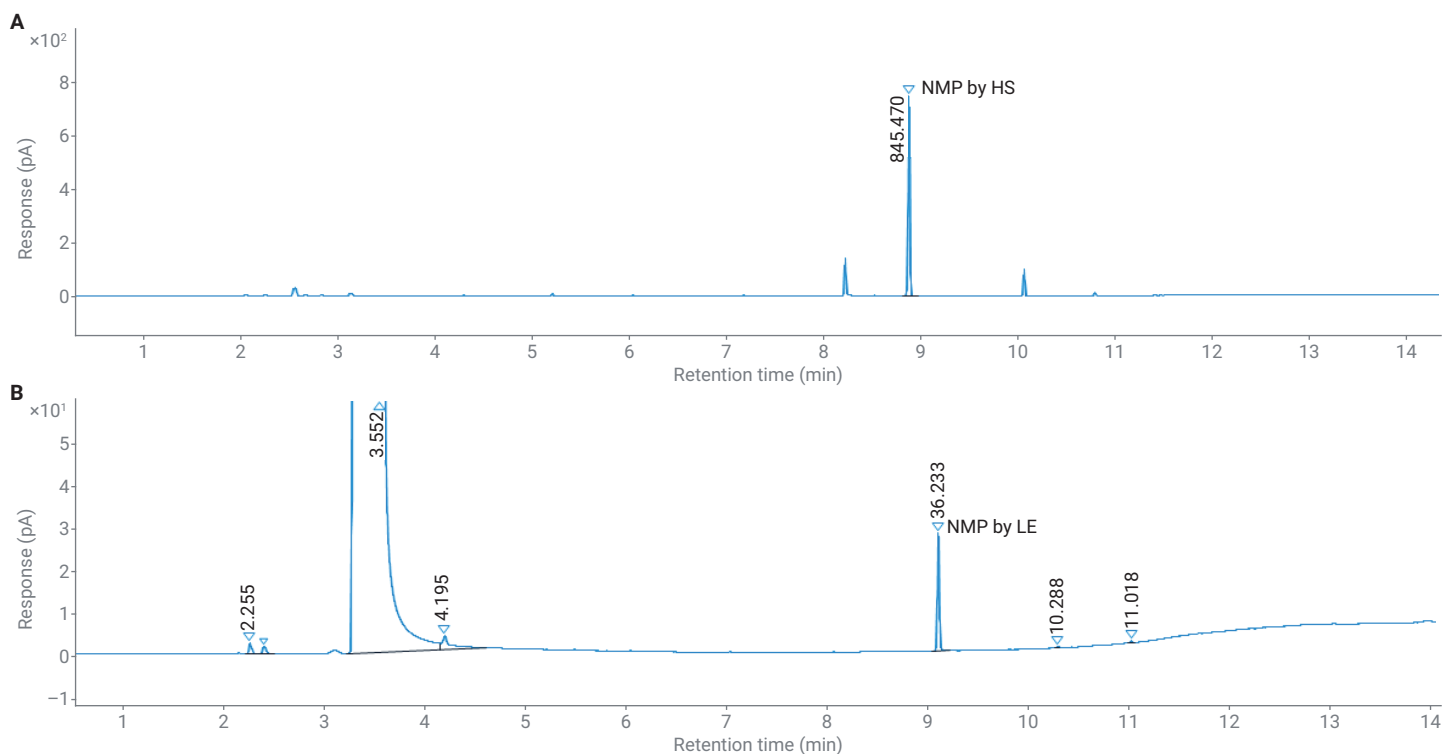 A
×10²
8
6
4
2
0
Response (pA)
845.470
NMP by HS
1 2 3 4 5 6 7 8 9 10 11 12 13 14
Retention time (min)
B
×10¹
5
4
3
2
1
0
−1
Response (pA)
2.255
3.552
4.195
36.233
NMP by LE
10.288
11.018
1 2 3 4 5 6 7 8 9 10 11 12 13 14
Retention time (min)